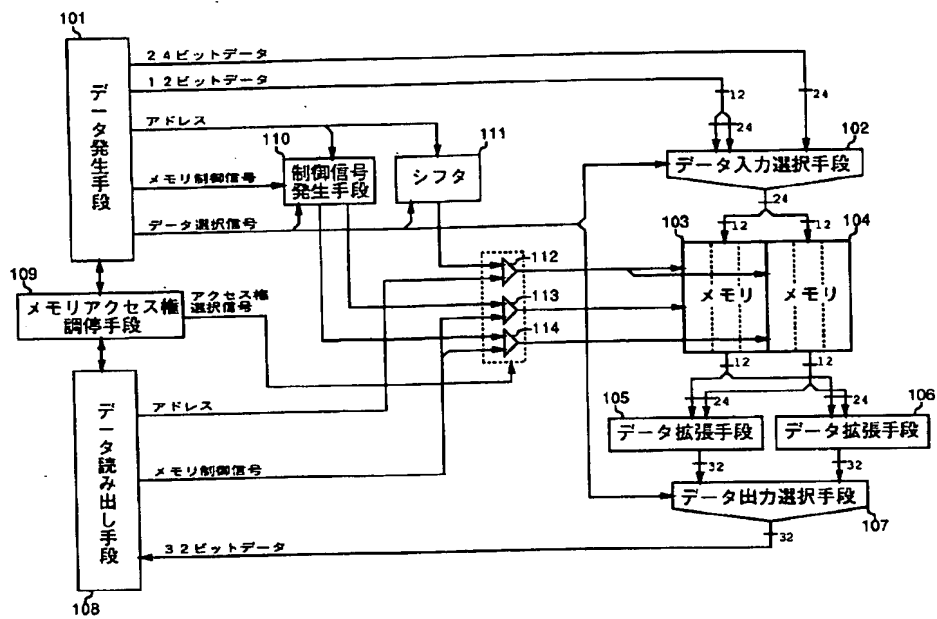 101
データ発生手段
24ビットデータ
12ビットデータ
アドレス
メモリ制御信号
データ選択信号
110
制御信号
発生手段
111
シフタ
12
24
24
102
データ入力選択手段
24
12
12
103
104
メモリ
メモリ
112
113
114
109
メモリアクセス権
調停手段
アクセス権
選択信号
12
12
24
24
105
データ拡張手段
106
データ拡張手段
32
32
データ出力選択手段
107
32
データ読み出し手段
108
アドレス
メモリ制御信号
32ビットデータ